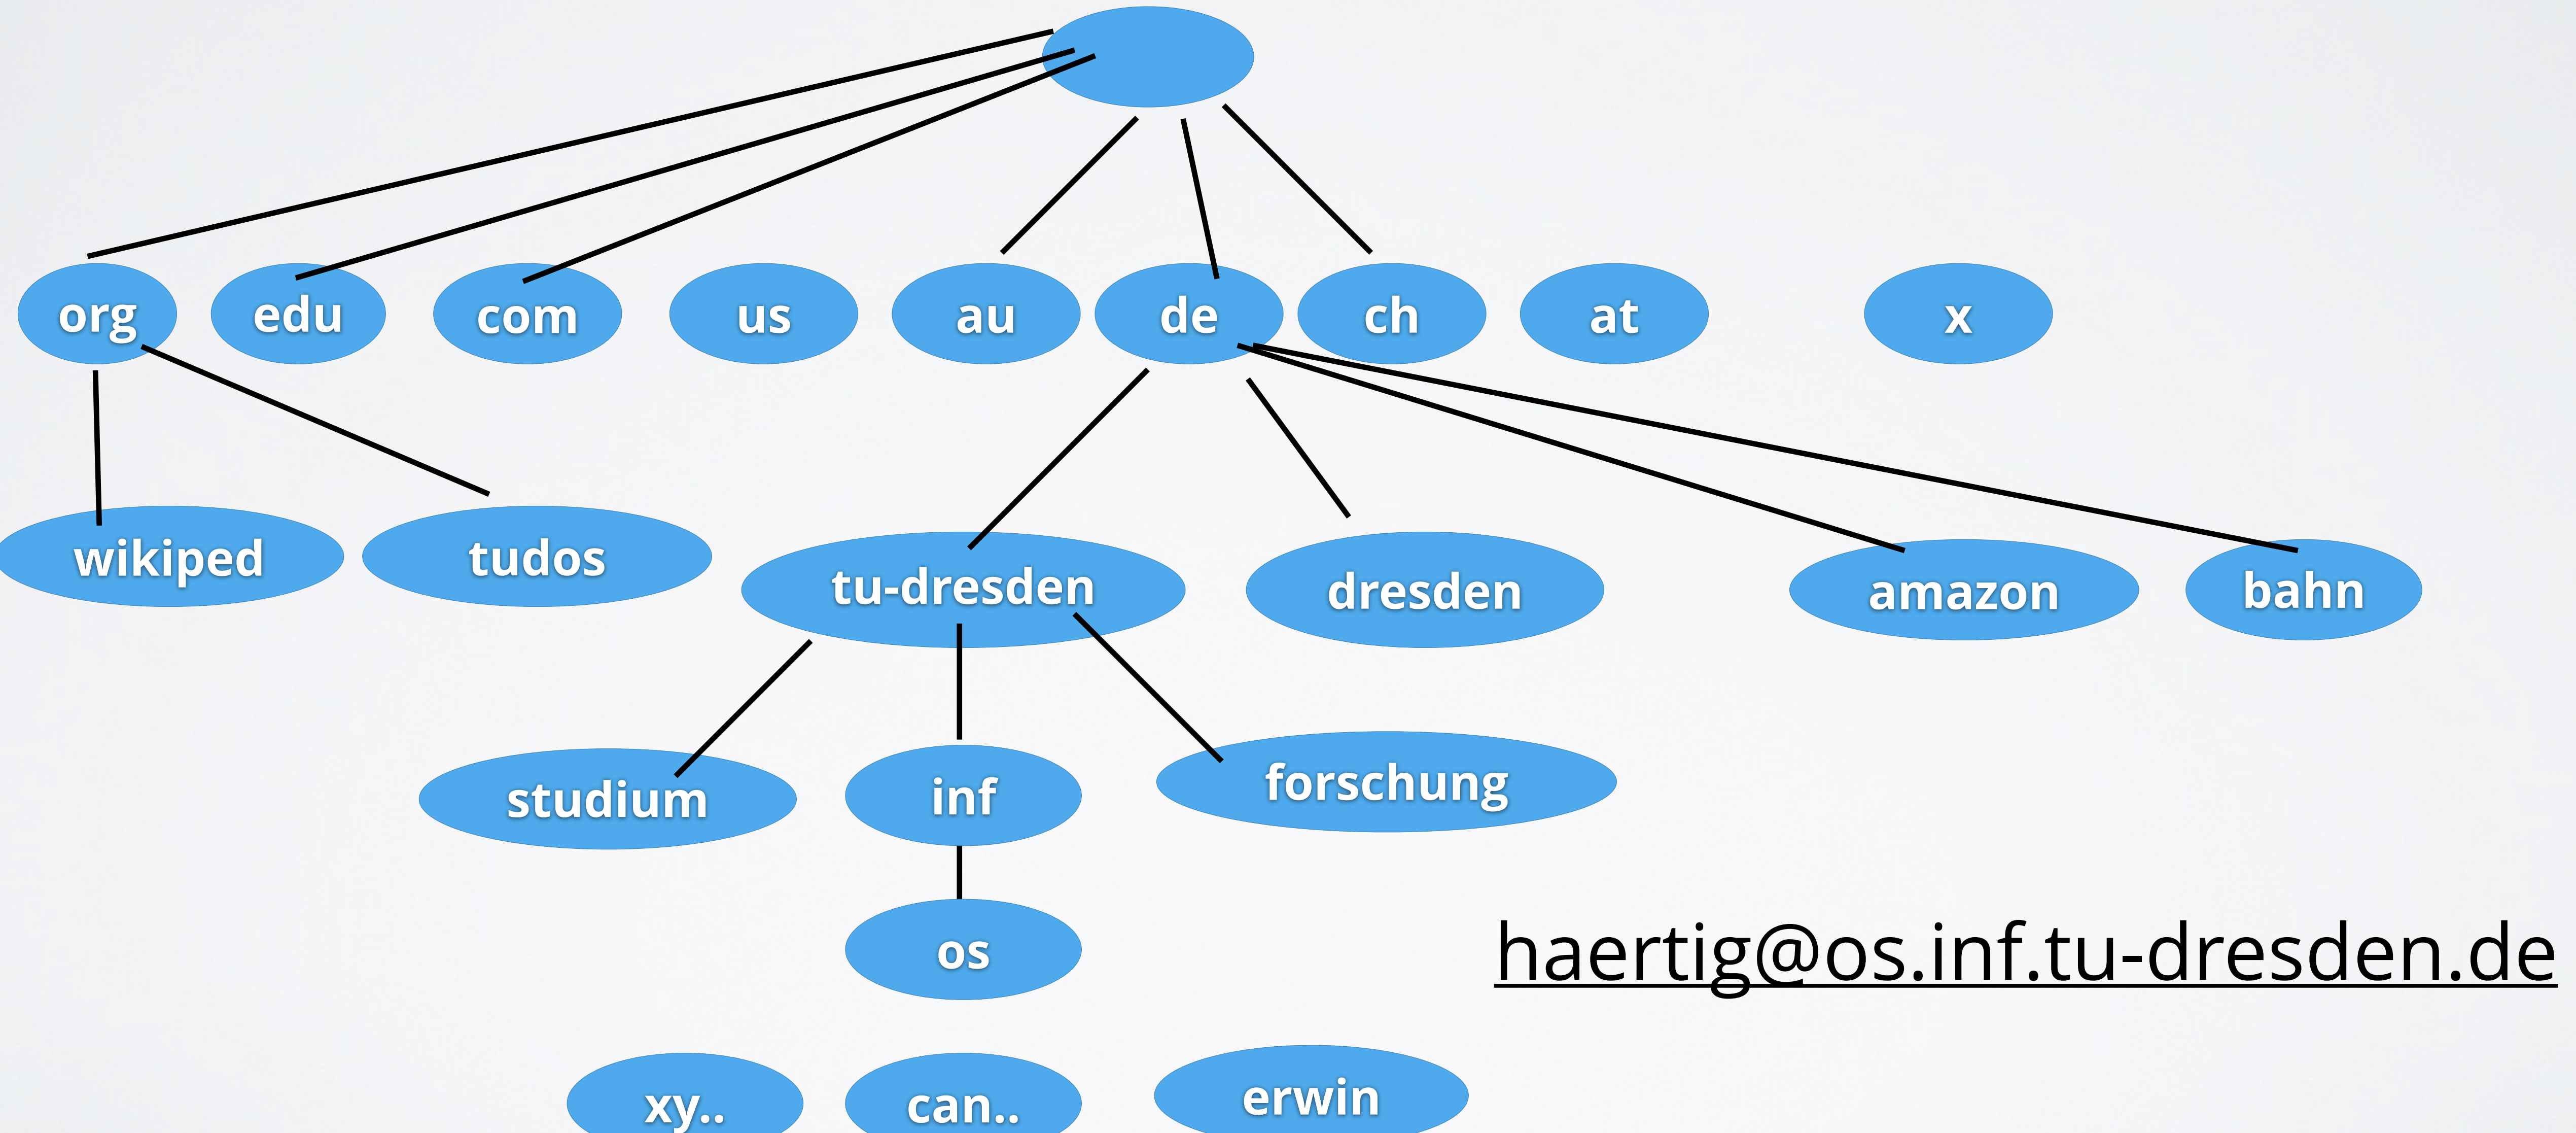 org edu com us au de ch at x
wikiped tudos tu-dresden dresden amazon bahn
studium inf forschung
os
haertig@os.inf.tu-dresden.de
xy.. can.. erwin